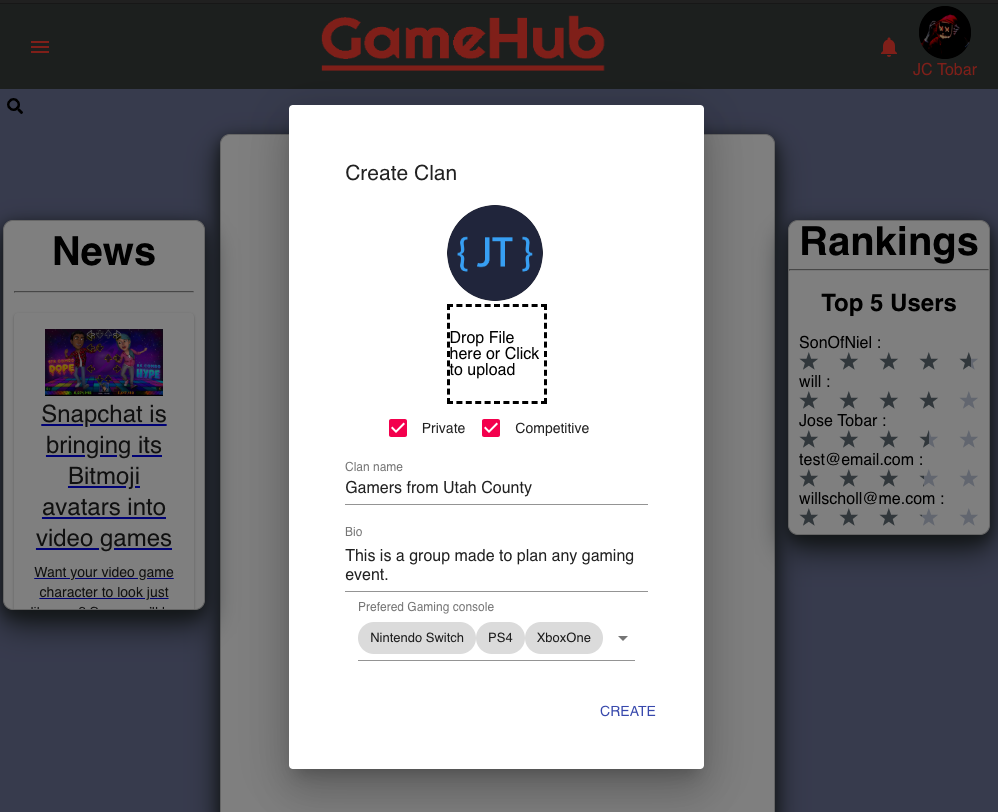 GameHub
JC Tobar
News
Snapchat is
bringing its
Bitmoji
avatars into
video games
Want your video game
character to look just
Create Clan
{ JT }
Drop File
here or Click
to upload
Private
Competitive
Clan name
Gamers from Utah County
Bio
This is a group made to plan any gaming
event.
Prefered Gaming console
Nintendo Switch
PS4
XboxOne
CREATE
Rankings
Top 5 Users
SonOfNiel :
will :
Jose Tobar :
test@email.com :
willscholl@me.com :